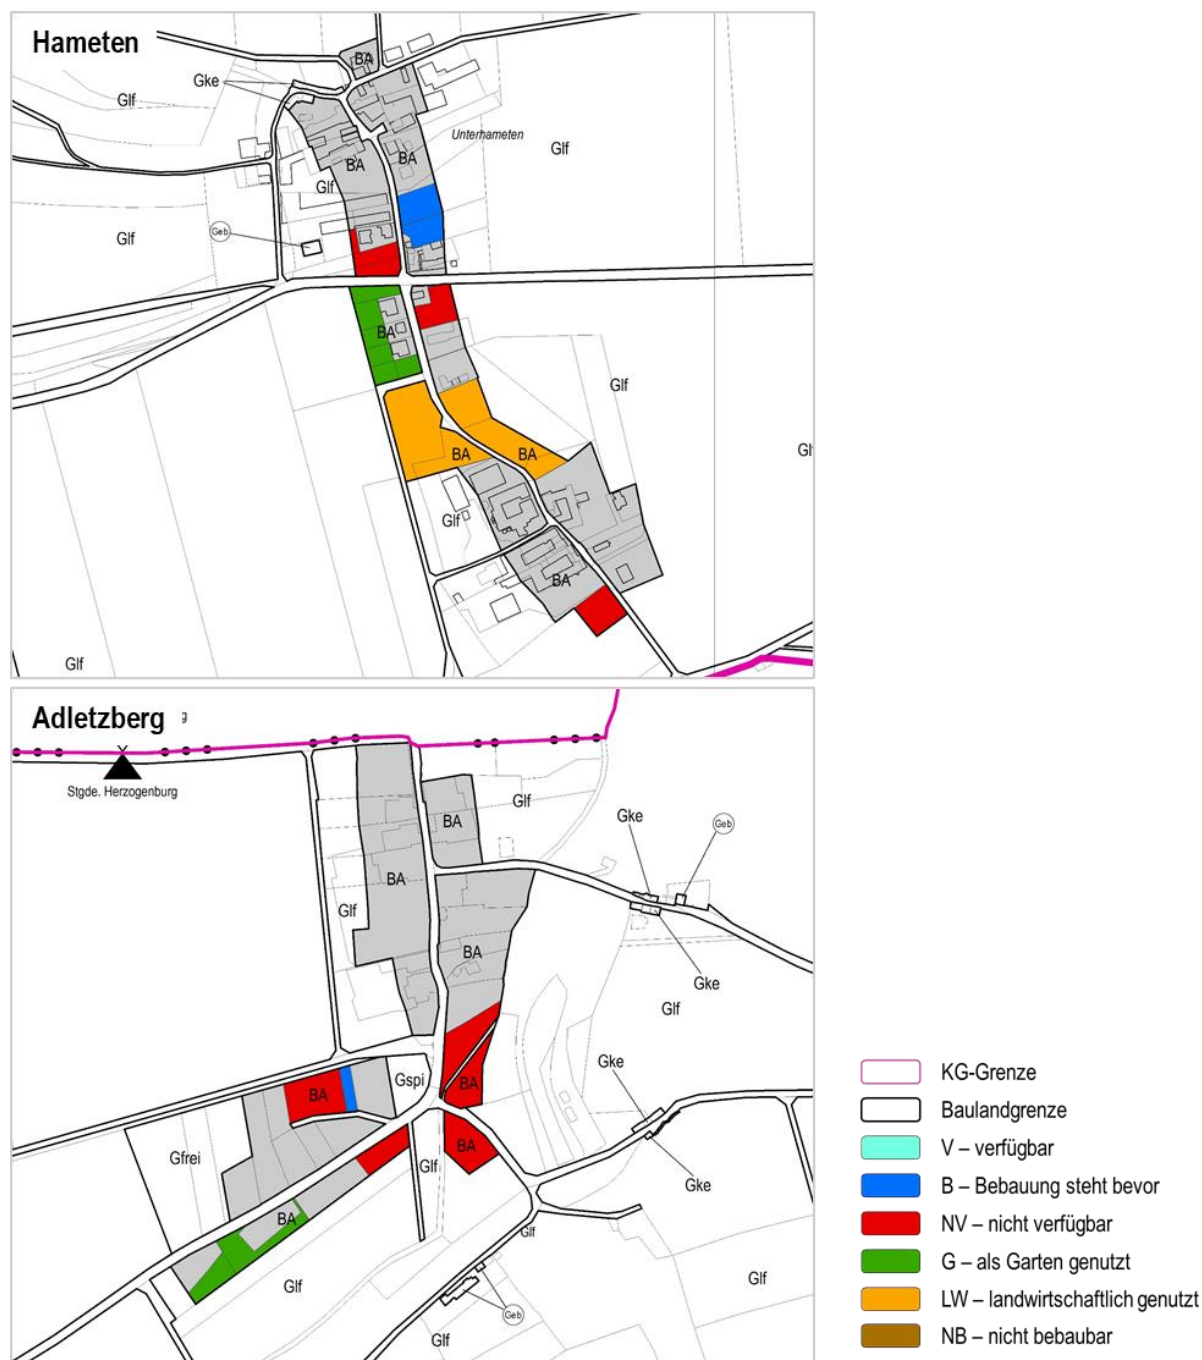 Hameten
BA
Gke
Glf
Unterhameten
Glf
BA
BA
Glf
Geb
Glf
BA
Glf
Gl
BA
BA
Glf
BA
Glf
Adletzberg
g
Stgde. Herzogenburg
Glf
BA
Gke
Geb
BA
Glf
BA
Gke
Glf
Gke
Gspi
BA
BA
BA
Gfrei
Glf
Gke
BA
Glf
Glf
Glf
Geb
Glf
KG-Grenze
Baulandgrenze
V – verfügbar
B – Bebauung steht bevor
NV – nicht verfügbar
G – als Garten genutzt
LW – landwirtschaftlich genutzt
NB – nicht bebaubar